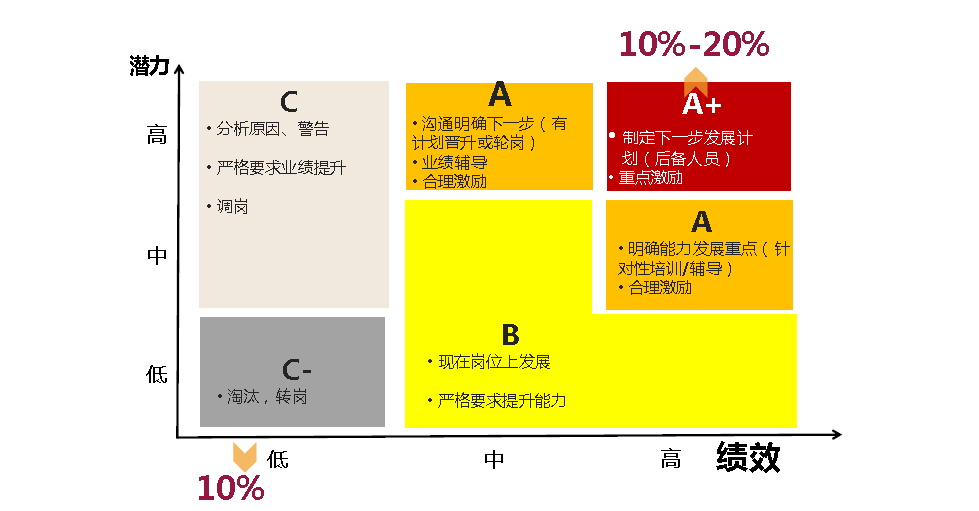 10%-20%
潜力
高
中
低
C
• 分析原因、警告
• 严格要求业绩提升
• 调岗
A
• 沟通明确下一步（有
计划晋升或轮岗）
• 业绩辅导
• 合理激励
A+
• 制定下一步发展计
划（后备人员）
• 重点激励
A
• 明确能力发展重点（针
对性培训/辅导）
• 合理激励
C-
• 淘汰，转岗
B
• 现在岗位上发展
• 严格要求提升能力
低
中
高
绩效
10%